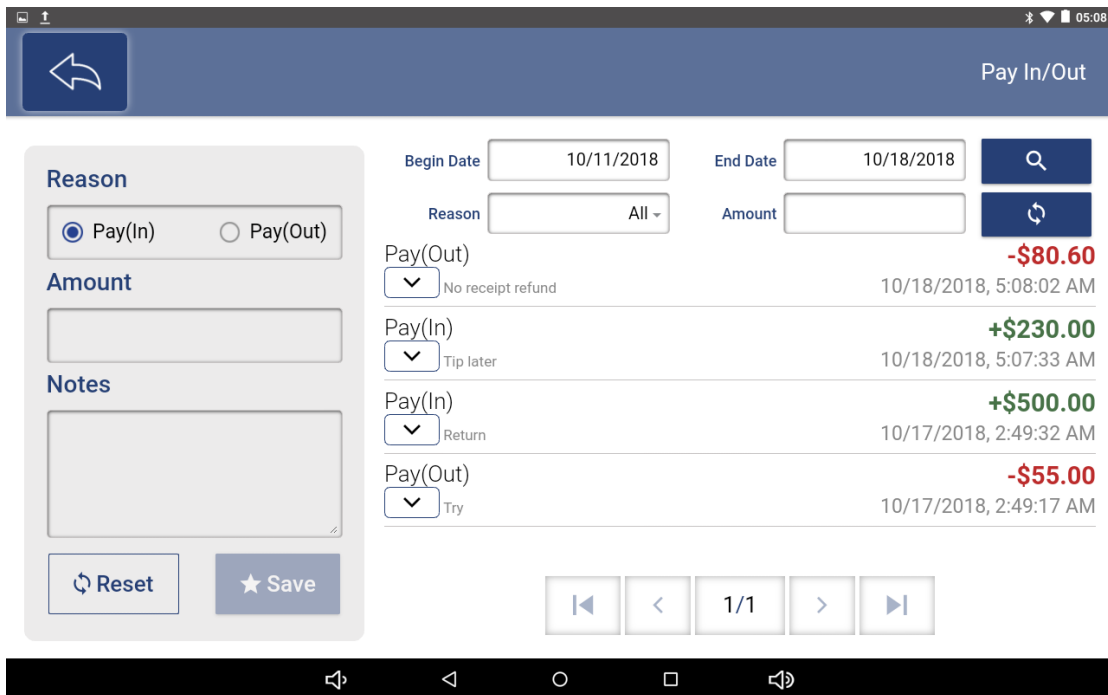 05:08
Pay In/Out
Reason
Pay(In) Pay(Out)
Amount
Notes
Reset Save
Begin Date 10/11/2018 End Date 10/18/2018
Reason All Amount
Pay(Out) -$80.60
No receipt refund 10/18/2018, 5:08:02 AM
Pay(In) +$230.00
Tip later 10/18/2018, 5:07:33 AM
Pay(In) +$500.00
Return 10/17/2018, 2:49:32 AM
Pay(Out) -$55.00
Try 10/17/2018, 2:49:17 AM
1/1